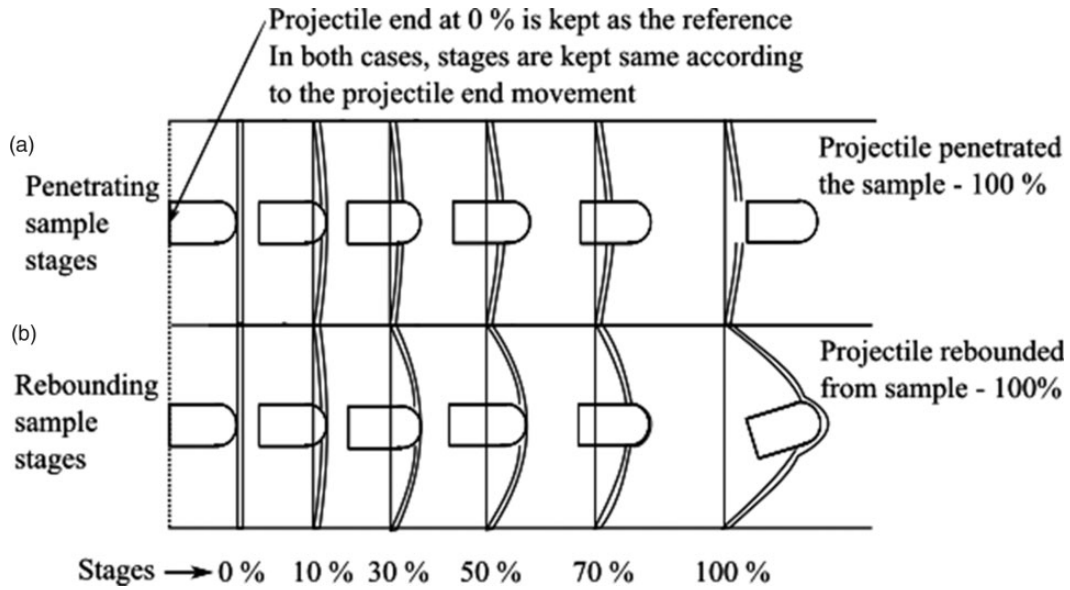 Projectile end at 0 % is kept as the reference
In both cases, stages are kept same according
to the projectile end movement
(a)
Penetrating
sample
stages
Projectile penetrated
the sample - 100 %
(b)
Rebounding
sample
stages
Projectile rebounded
from sample - 100%
Stages 0 % 10 % 30 % 50 % 70 % 100 %